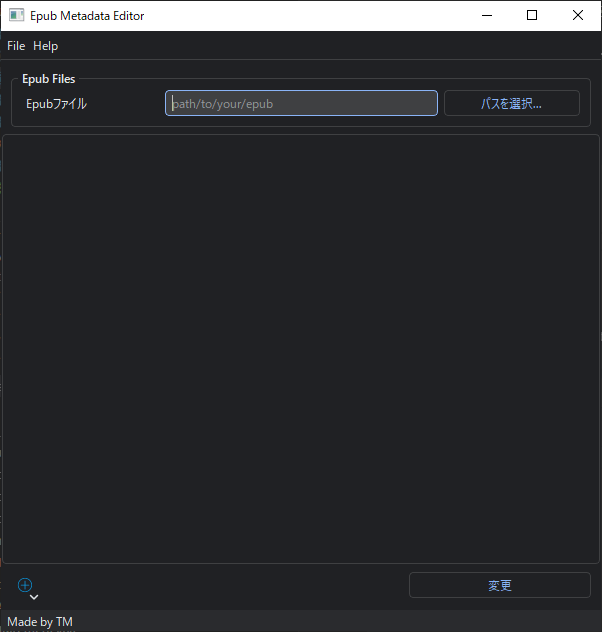 Epub Metadata Editor
File Help
Epub Files
Epubファイル path/to/your/epub パスを選択...
変更
Made by TM